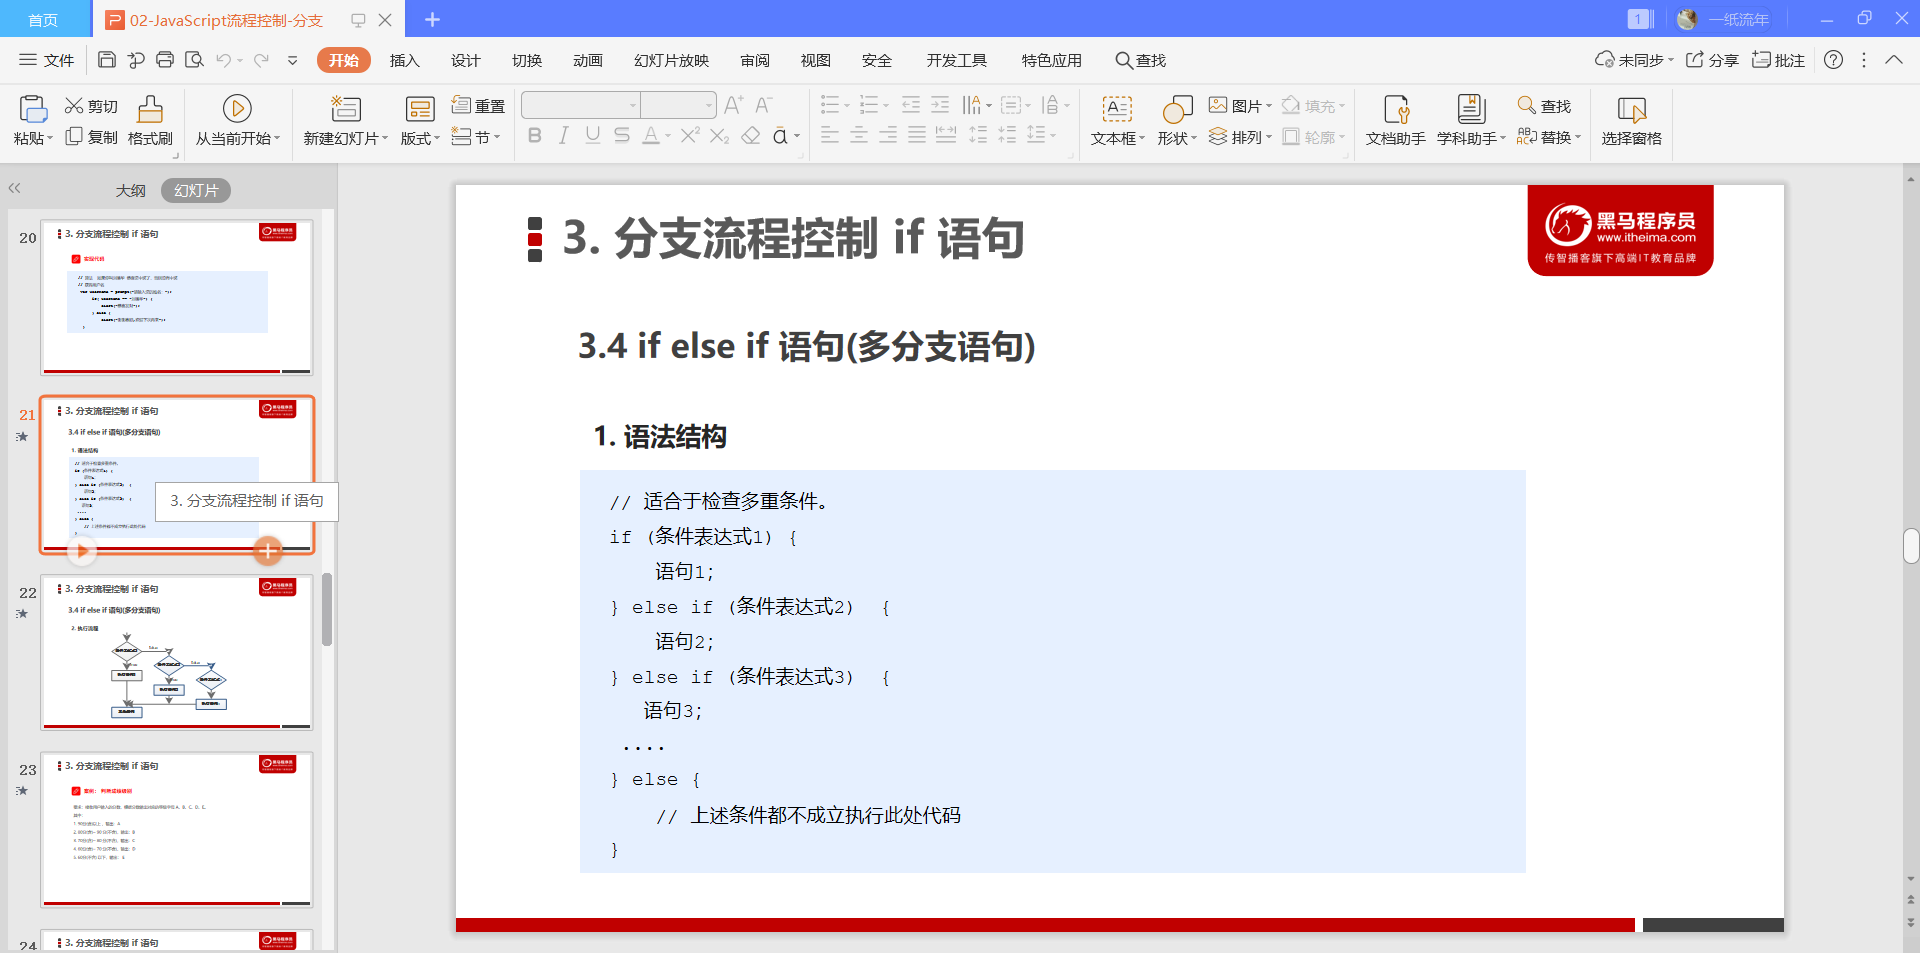 首页
02-JavaScript流程控制-分支
1
一纸流年
文件
开始
插入
设计
切换
动画
幻灯片放映
审阅
视图
安全
开发工具
特色应用
查找
未同步
分享
批注
粘贴
剪切
复制
格式刷
从当前开始
新建幻灯片
版式
重置
节
文本框
形状
图片
排列
填充
轮廓
文档助手
学科助手
查找
替换
选择窗格
大纲
幻灯片
20
3. 分支流程控制 if 语句
实现代码
21
3. 分支流程控制 if 语句
3.4 if else if 语句(多分支语句)
1. 语法结构
3. 分支流程控制 if 语句
22
3. 分支流程控制 if 语句
3.4 if else if 语句(多分支语句)
2. 执行流程
23
3. 分支流程控制 if 语句
案例： 判断成绩级别
24
3. 分支流程控制 if 语句
3. 分支流程控制 if 语句
黑马程序员
www.itheima.com
传智播客旗下高端IT教育品牌
3.4 if else if 语句(多分支语句)
1. 语法结构
// 适合于检查多重条件。
if (条件表达式1) {
语句1;
} else if (条件表达式2) {
语句2;
} else if (条件表达式3) {
语句3;
....
} else {
// 上述条件都不成立执行此处代码
}